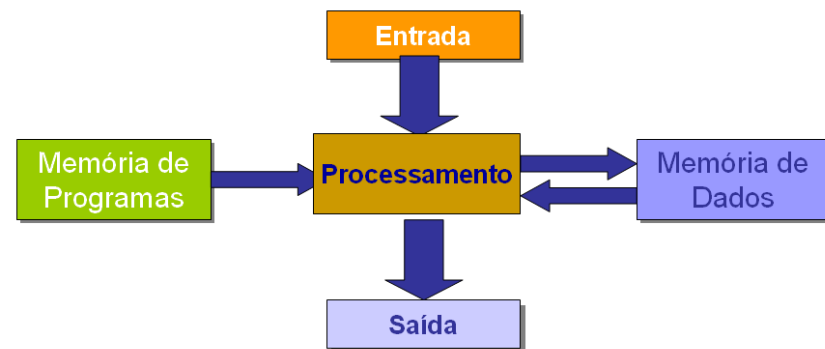 Entrada
Memória de
Programas
Processamento
Memória de
Dados
Saída